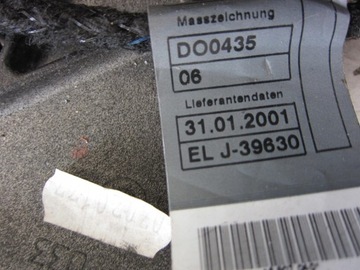 Masszeichnung
DO0435
06
Lieferantendaten
31.01.2001
EL J-39630